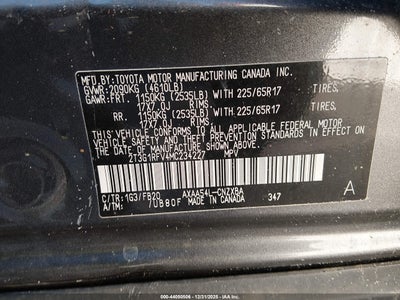 MFD. BY: TOYOTA MOTOR MANUFACTURING CANADA INC.
GVWR: 2090KG (4610LB)
GAWR: FRT. 1150KG (2535LB) WITH 225/65R17 TIRES
17X7.0J RIMS
RR. 1150KG (2535LB) WITH 225/65R17 TIRES
17X7.0J RIMS
THIS VEHICLE CONFORMS TO ALL APPLICABLE FEDERAL MOTOR
VEHICLE SAFETY AND THEFT PREVENTION STANDARDS IN
EFFECT ON THE DATE OF MANUFACTURE SHOWN ABOVE.
2T3G1RFV4MC234227 MPV
C/TR: 1G3/FB20 AXAA54L-CNZXBA A
A/TM: /UB80F MADE IN CANADA 347
000-44050506 - 12/31/2025 - IAAI